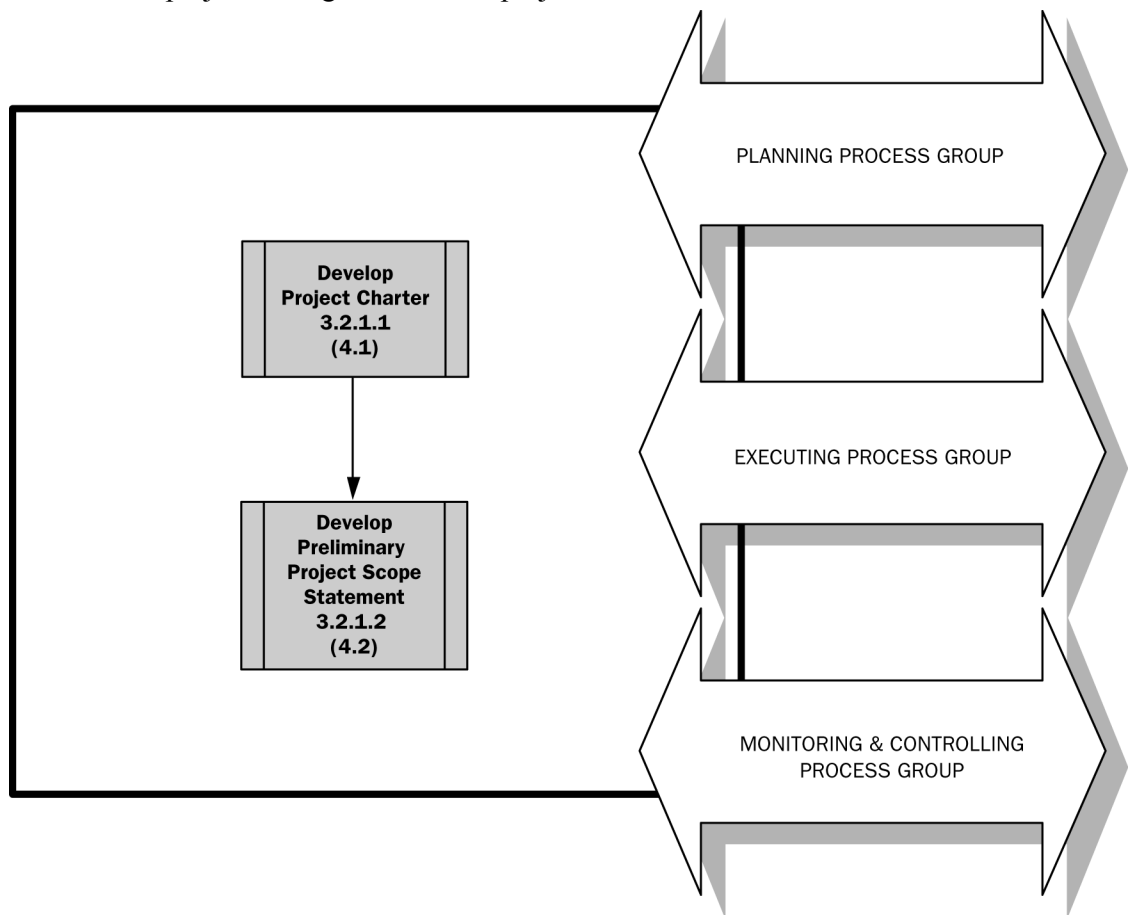 PLANNING PROCESS GROUP
Develop
Project Charter
3.2.1.1
(4.1)
EXECUTING PROCESS GROUP
Develop
Preliminary
Project Scope
Statement
3.2.1.2
(4.2)
MONITORING & CONTROLLING
PROCESS GROUP